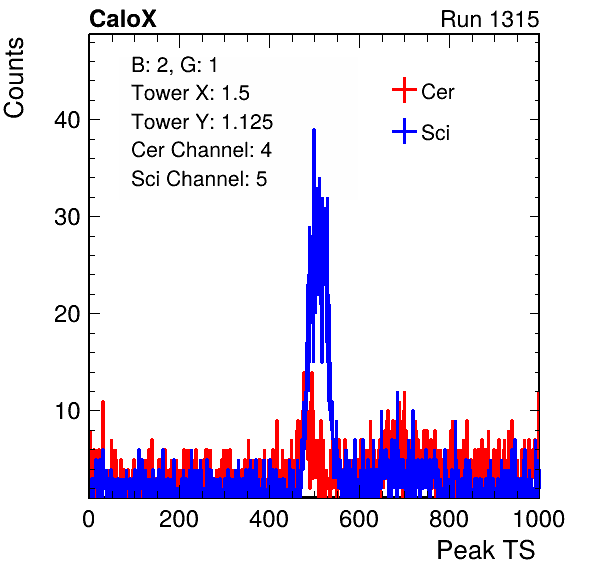 CaloX Run 1315
Counts
B: 2, G: 1
Tower X: 1.5
Tower Y: 1.125
Cer Channel: 4
Sci Channel: 5
Cer
Sci
40
30
20
10
0 200 400 600 800 1000
Peak TS